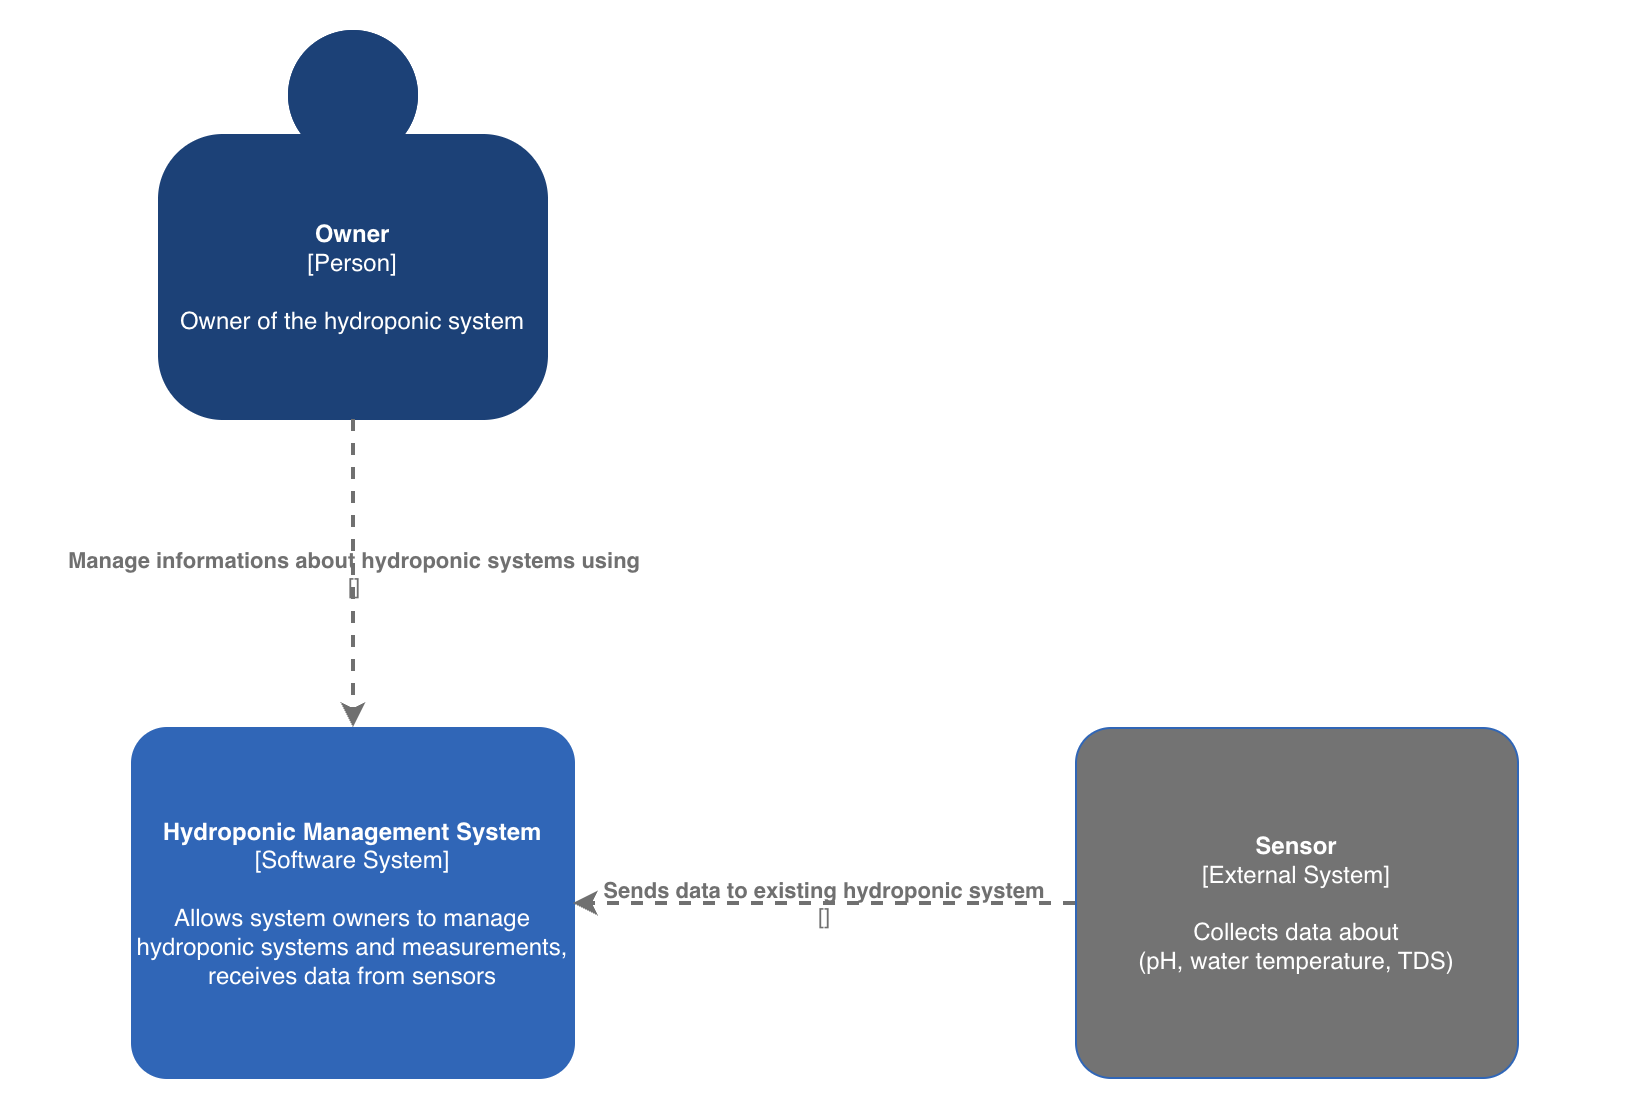 Owner
[Person]
Owner of the hydroponic system
Manage informations about hydroponic systems using
[]
Hydroponic Management System
[Software System]
Allows system owners to manage
hydroponic systems and measurements,
receives data from sensors
Sends data to existing hydroponic system
[]
Sensor
[External System]
Collects data about
(pH, water temperature, TDS)